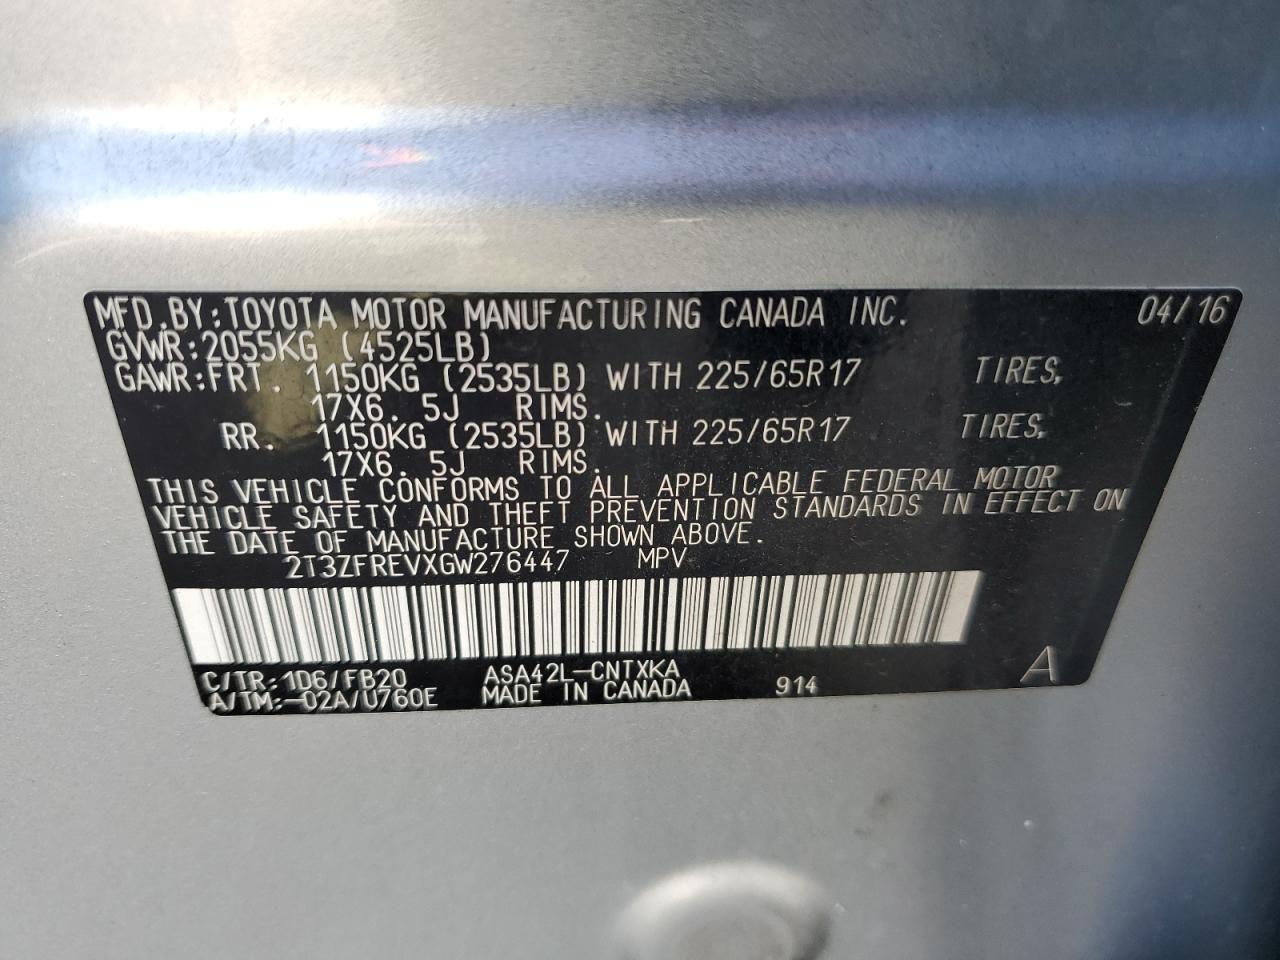 MFD.BY:TOYOTA MOTOR MANUFACTURING CANADA INC. 04/16
GVWR:2055KG (4525LB)
GAWR:FRT. 1150KG (2535LB) WITH 225/65R17 TIRES,
17X6. 5J RIMS.
RR. 1150KG (2535LB) WITH 225/65R17 TIRES,
17X6. 5J RIMS.
THIS VEHICLE CONFORMS TO ALL APPLICABLE FEDERAL MOTOR
VEHICLE SAFETY AND THEFT PREVENTION STANDARDS IN EFFECT ON
THE DATE OF MANUFACTURE SHOWN ABOVE.
2T3ZFREVXGW276447 MPV
C/TR:1D6/FB20 ASA42L-CNTXKA
A/TM:-02A/U760E MADE IN CANADA 914 A